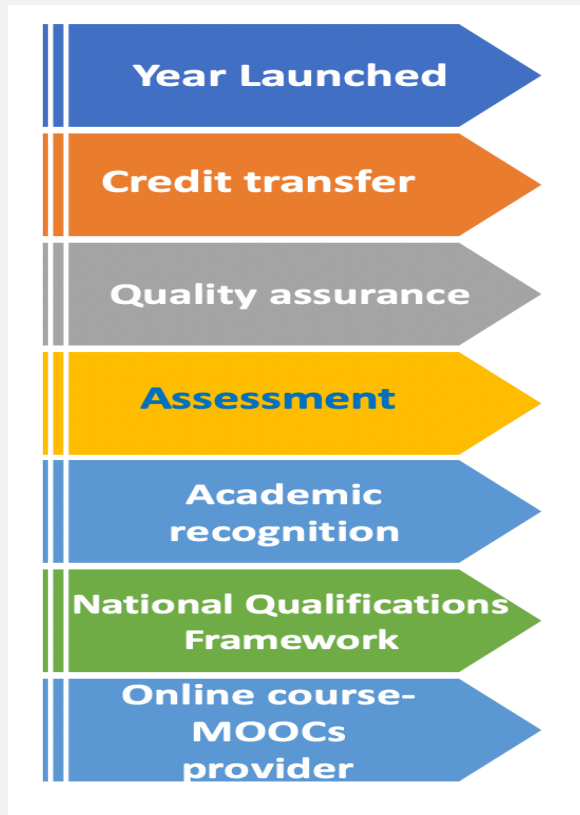 Year Launched
Credit transfer
Quality assurance
Assessment
Academic
recognition
National Qualifications
Framework
Online course-
MOOCs
provider